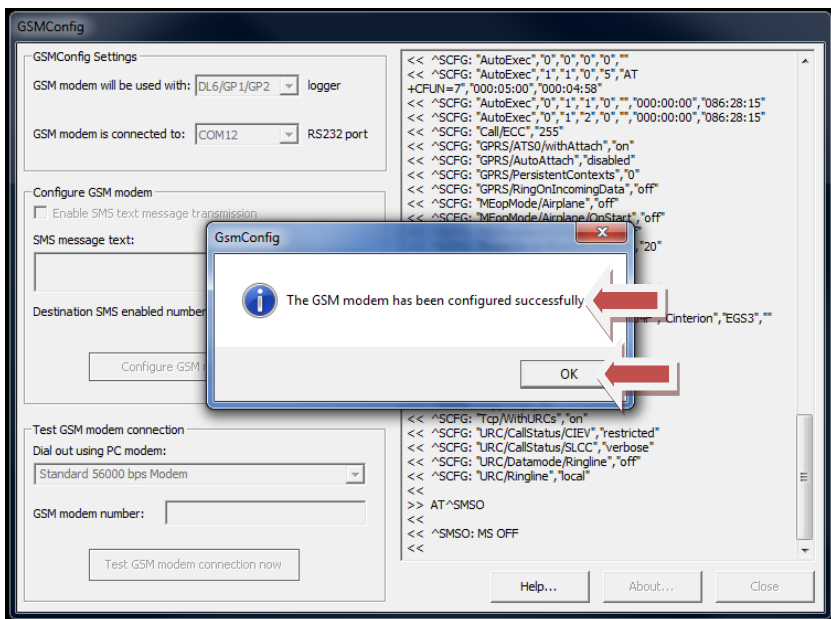 GSMConfig
GSMConfig Settings
GSM modem will be used with: DL6/GP1/GP2 logger
GSM modem is connected to: COM12 RS232 port
Configure GSM modem
Enable SMS text message transmission
SMS message text:
Destination SMS enabled number
Configure GSM
Test GSM modem connection
Dial out using PC modem:
Standard 56000 bps Modem
GSM modem number:
Test GSM modem connection now
<< ^SCFG: "AutoExec","0","0","0","0",""
<< ^SCFG: "AutoExec","1","1","0","5","AT
+CFUN=7","000:05:00","000:04:58"
<< ^SCFG: "AutoExec","0","1","1","0","","000:00:00","086:28:15"
<< ^SCFG: "AutoExec","0","1","2","0","","000:00:00","086:28:15"
<< ^SCFG: "Call/ECC","255"
<< ^SCFG: "GPRS/ATS0/withAttach","on"
<< ^SCFG: "GPRS/AutoAttach","disabled"
<< ^SCFG: "GPRS/PersistentContexts","0"
<< ^SCFG: "GPRS/RingOnIncomingData","off"
<< ^SCFG: "MEopMode/Airplane","off"
<< ^SCFG: "MEopMode/Airplane/OnStart","off"
,"20"
"Cinterion","EGS3",""
<< ^SCFG: "Tcp/WithURCs","on"
<< ^SCFG: "URC/CallStatus/CIEV","restricted"
<< ^SCFG: "URC/CallStatus/SLCC","verbose"
<< ^SCFG: "URC/Datamode/Ringline","off"
<< ^SCFG: "URC/Ringline","local"
<<
>> AT^SMSO
<<
<< ^SMSO: MS OFF
<<
GsmConfig
The GSM modem has been configured successfully
OK
Help...
About...
Close